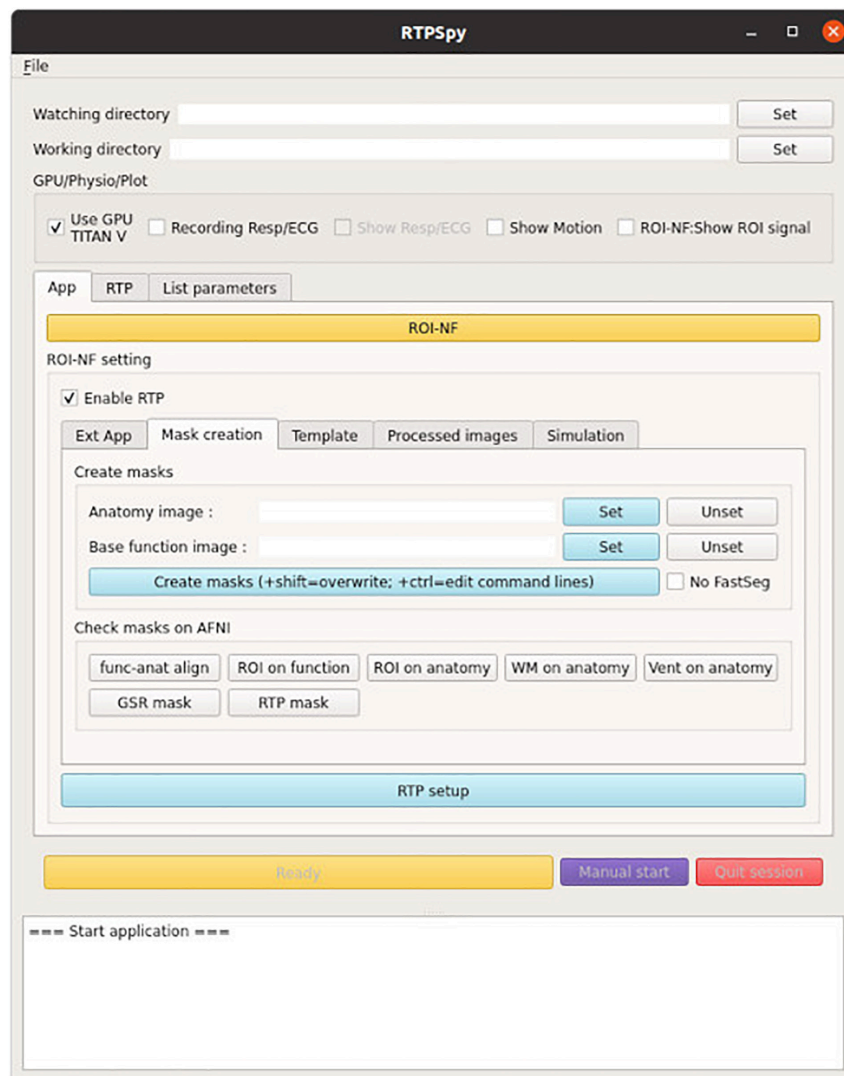 RTPSpy
File
Watching directory Set
Working directory Set
GPU/Physio/Plot
Use GPU
TITAN V Recording Resp/ECG Show Resp/ECG Show Motion ROI-NF:Show ROI signal
App RTP List parameters
ROI-NF
ROI-NF setting
Enable RTP
Ext App Mask creation Template Processed images Simulation
Create masks
Anatomy image : Set Unset
Base function image : Set Unset
Create masks (+shift=overwrite; +ctrl=edit command lines) No FastSeg
Check masks on AFNI
func-anat align ROI on function ROI on anatomy WM on anatomy Vent on anatomy
GSR mask RTP mask
RTP setup
Ready Manual start Quit session
=== Start application ===